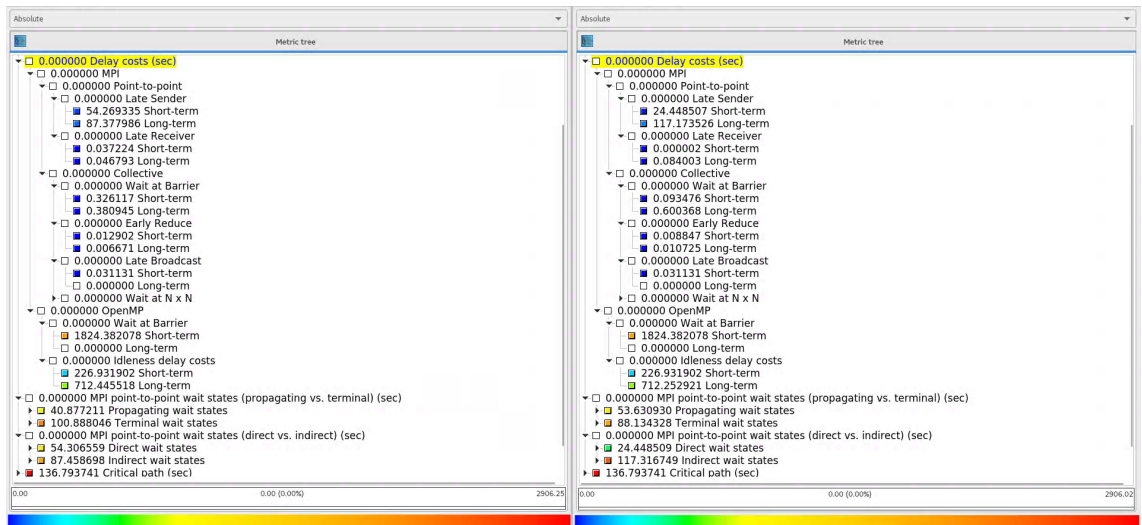 Absolute
Metric tree
0.000000 Delay costs (sec)
0.000000 MPI
0.000000 Point-to-point
0.000000 Late Sender
54.269335 Short-term
87.377986 Long-term
0.000000 Late Receiver
0.037224 Short-term
0.046793 Long-term
0.000000 Collective
0.000000 Wait at Barrier
0.326117 Short-term
0.380945 Long-term
0.000000 Early Reduce
0.012902 Short-term
0.006671 Long-term
0.000000 Late Broadcast
0.031131 Short-term
0.000000 Long-term
0.000000 Wait at N x N
0.000000 OpenMP
0.000000 Wait at Barrier
1824.382078 Short-term
0.000000 Long-term
0.000000 Idleness delay costs
226.931902 Short-term
712.445518 Long-term
0.000000 MPI point-to-point wait states (propagating vs. terminal) (sec)
40.877211 Propagating wait states
100.888046 Terminal wait states
0.000000 MPI point-to-point wait states (direct vs. indirect) (sec)
54.306559 Direct wait states
87.458698 Indirect wait states
136.793741 Critical path (sec)
0.00 0.00 (0.00%) 2906.25
Absolute
Metric tree
0.000000 Delay costs (sec)
0.000000 MPI
0.000000 Point-to-point
0.000000 Late Sender
24.448507 Short-term
117.173526 Long-term
0.000000 Late Receiver
0.000002 Short-term
0.084003 Long-term
0.000000 Collective
0.000000 Wait at Barrier
0.093476 Short-term
0.600368 Long-term
0.000000 Early Reduce
0.008847 Short-term
0.010725 Long-term
0.000000 Late Broadcast
0.031131 Short-term
0.000000 Long-term
0.000000 Wait at N x N
0.000000 OpenMP
0.000000 Wait at Barrier
1824.382078 Short-term
0.000000 Long-term
0.000000 Idleness delay costs
226.931902 Short-term
712.252921 Long-term
0.000000 MPI point-to-point wait states (propagating vs. terminal) (sec)
53.630930 Propagating wait states
88.134328 Terminal wait states
0.000000 MPI point-to-point wait states (direct vs. indirect) (sec)
24.448509 Direct wait states
117.316749 Indirect wait states
136.793741 Critical path (sec)
0.00 0.00 (0.00%) 2906.02